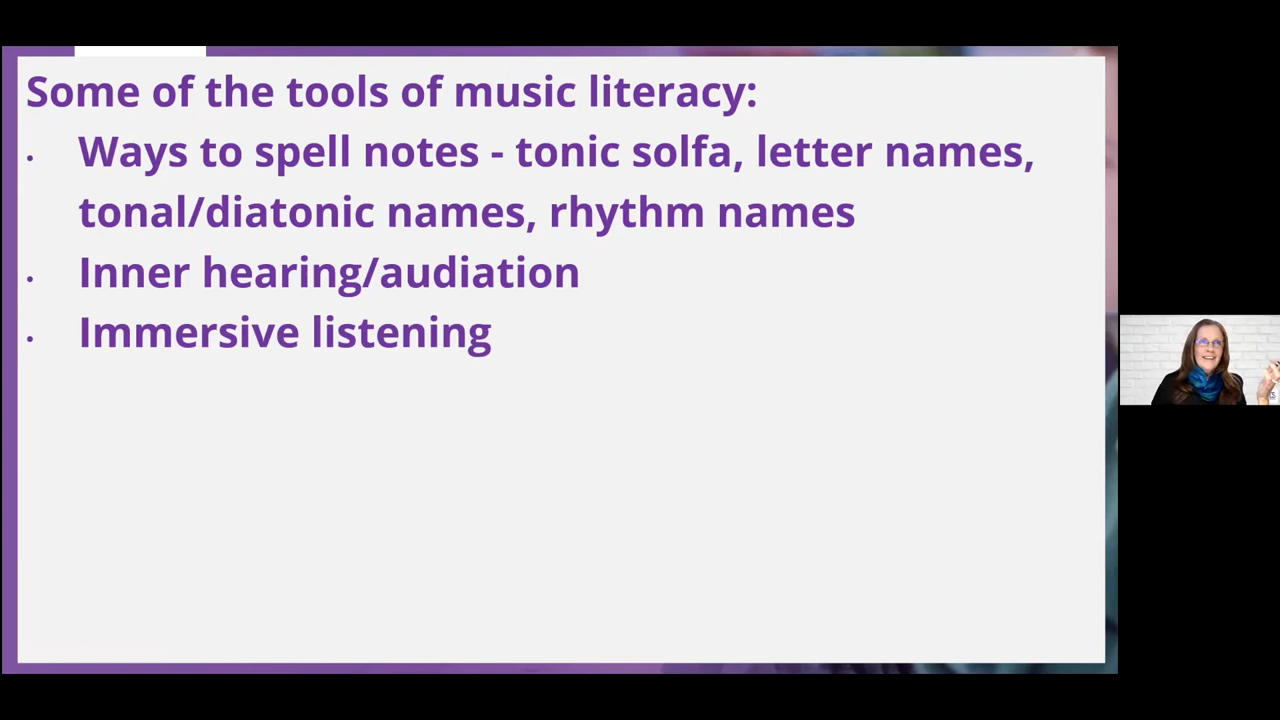 Some of the tools of music literacy:
· Ways to spell notes - tonic solfa, letter names,
tonal/diatonic names, rhythm names
· Inner hearing/audiation
· Immersive listening